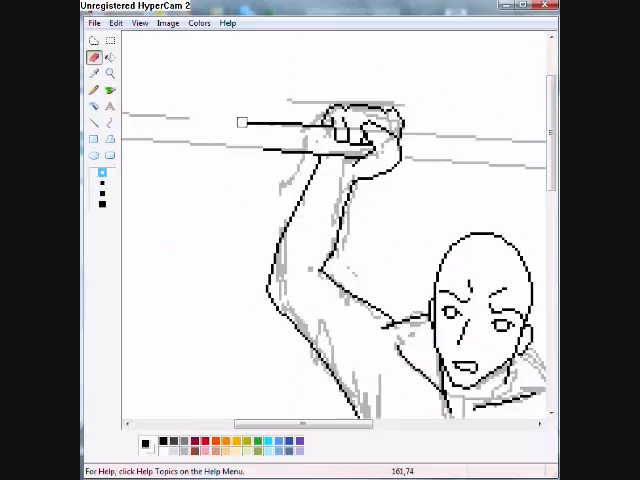 Unregistered HyperCam 2
File Edit View Image Colors Help
For Help, click Help Topics on the Help Menu. 161,74